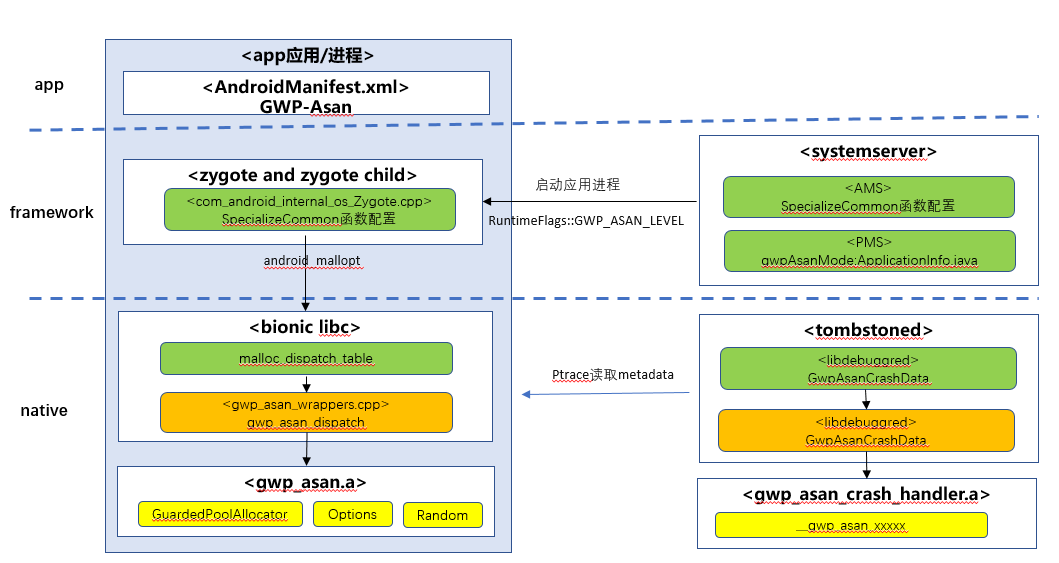 <app应用/进程>
app
<AndroidManifest.xml>
GWP-Asan
framework
<zygote and zygote child>
<com_android_internal_os_Zygote.cpp>
SpecializeCommon函数配置
启动应用进程
RuntimeFlags::GWP_ASAN_LEVEL
<systemserver>
<AMS>
SpecializeCommon函数配置
<PMS>
gwpAsanMode:ApplicationInfo.java
android_mallopt
native
<bionic libc>
malloc_dispatch_table
<gwp_asan_wrappers.cpp>
gwp_asan_dispatch
Ptrace读取metadata
<tombstoned>
<libdebuggred>
GwpAsanCrashData
<libdebuggred>
GwpAsanCrashData
<gwp_asan.a>
GuardedPoolAllocator
Options
Random
<gwp_asan_crash_handler.a>
__gwp_asan_xxxxx